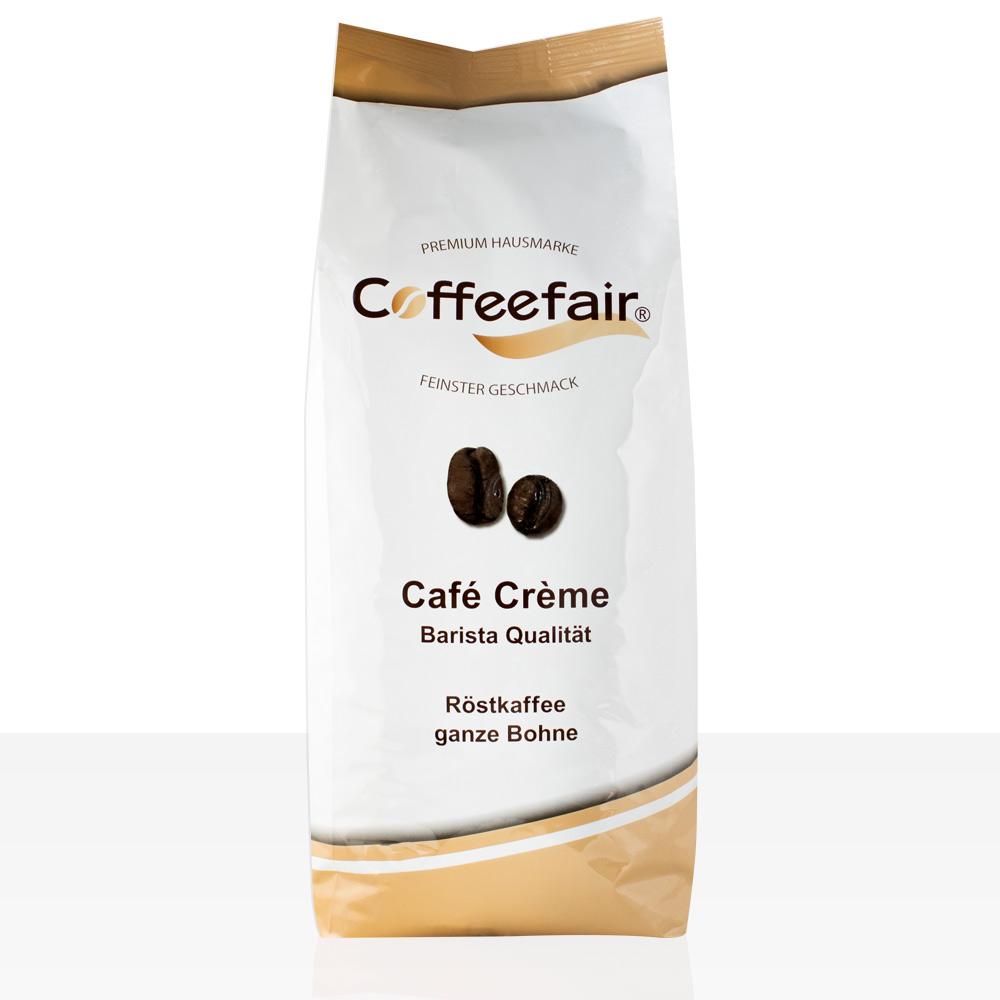 PREMIUM HAUSMARKE
Coffeefair®
FEINSTER GESCHMACK
Café Crème
Barista Qualität
Röstkaffee
ganze Bohne